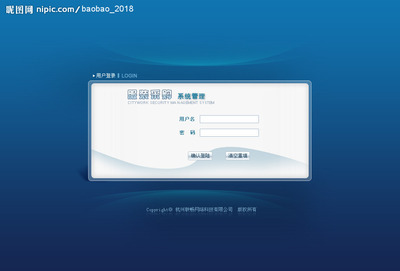 昵图网 nipic.com/baobao_2018
用户登录 LOGIN
系统管理
CITYWORK SECURITY MANAGEMENT SYSTEM
用户名
密 码
确认登陆 清空重填
Copyright© 杭州 网络科技有限公司 版权所有